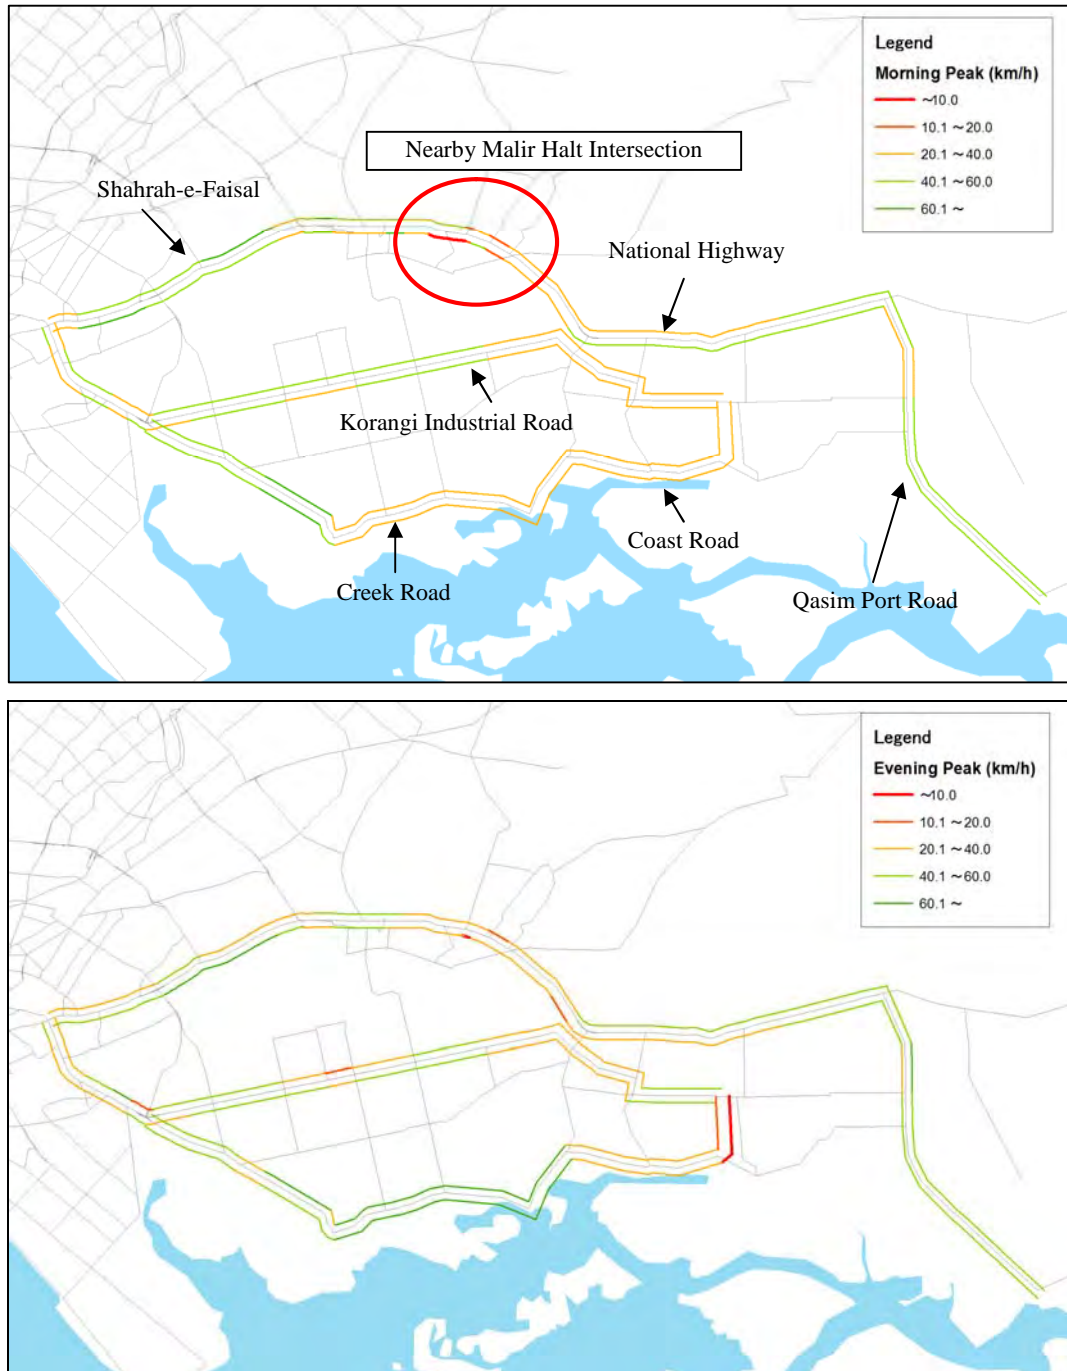 Legend
Morning Peak (km/h)
~10.0
10.1 ~20.0
20.1 ~40.0
40.1 ~60.0
60.1 ~
Nearby Malir Halt Intersection
Shahrah-e-Faisal
National Highway
Korangi Industrial Road
Coast Road
Creek Road
Qasim Port Road
Legend
Evening Peak (km/h)
~10.0
10.1 ~20.0
20.1 ~40.0
40.1 ~60.0
60.1 ~